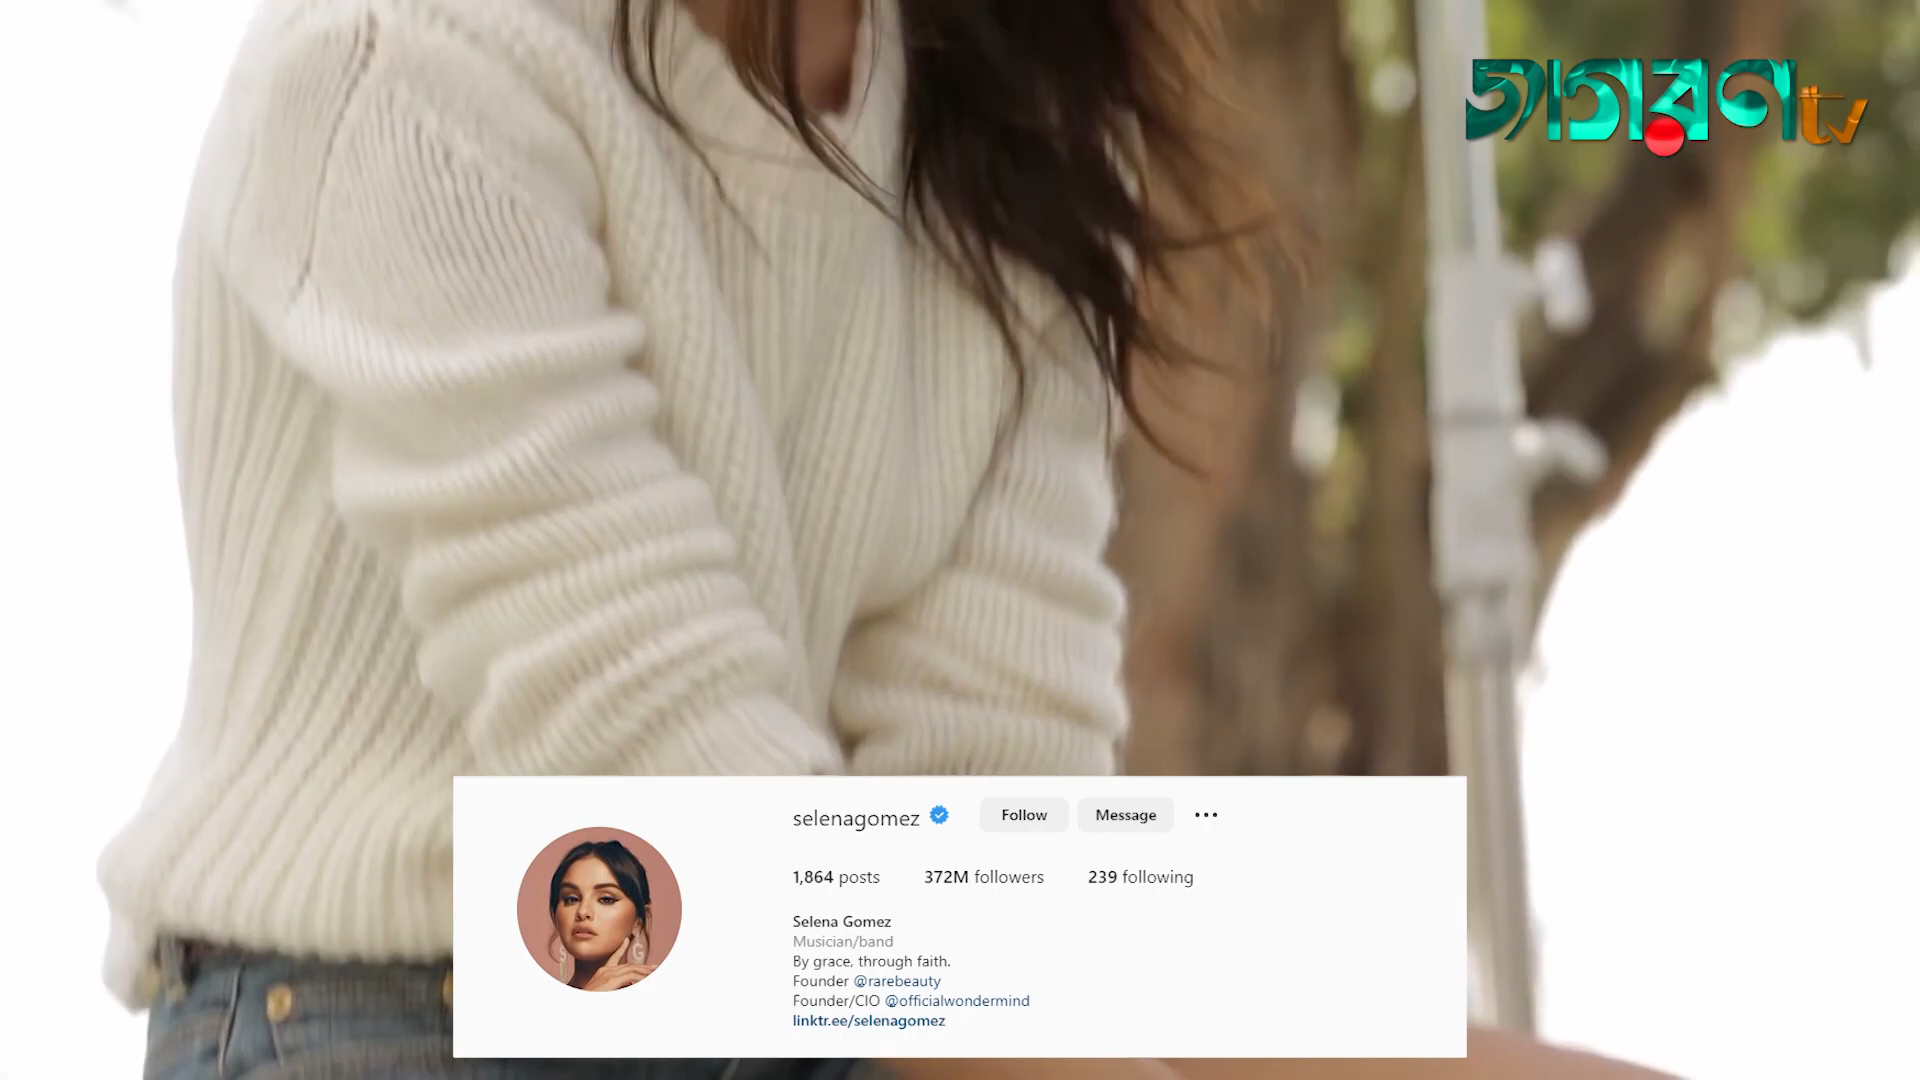 জাগরণ tv
selenagomez
Follow
Message
1,864 posts
372M followers
239 following
Selena Gomez
Musician/band
By grace, through faith.
Founder @rarebeauty
Founder/CIO @officialwondermind
linktr.ee/selenagomez